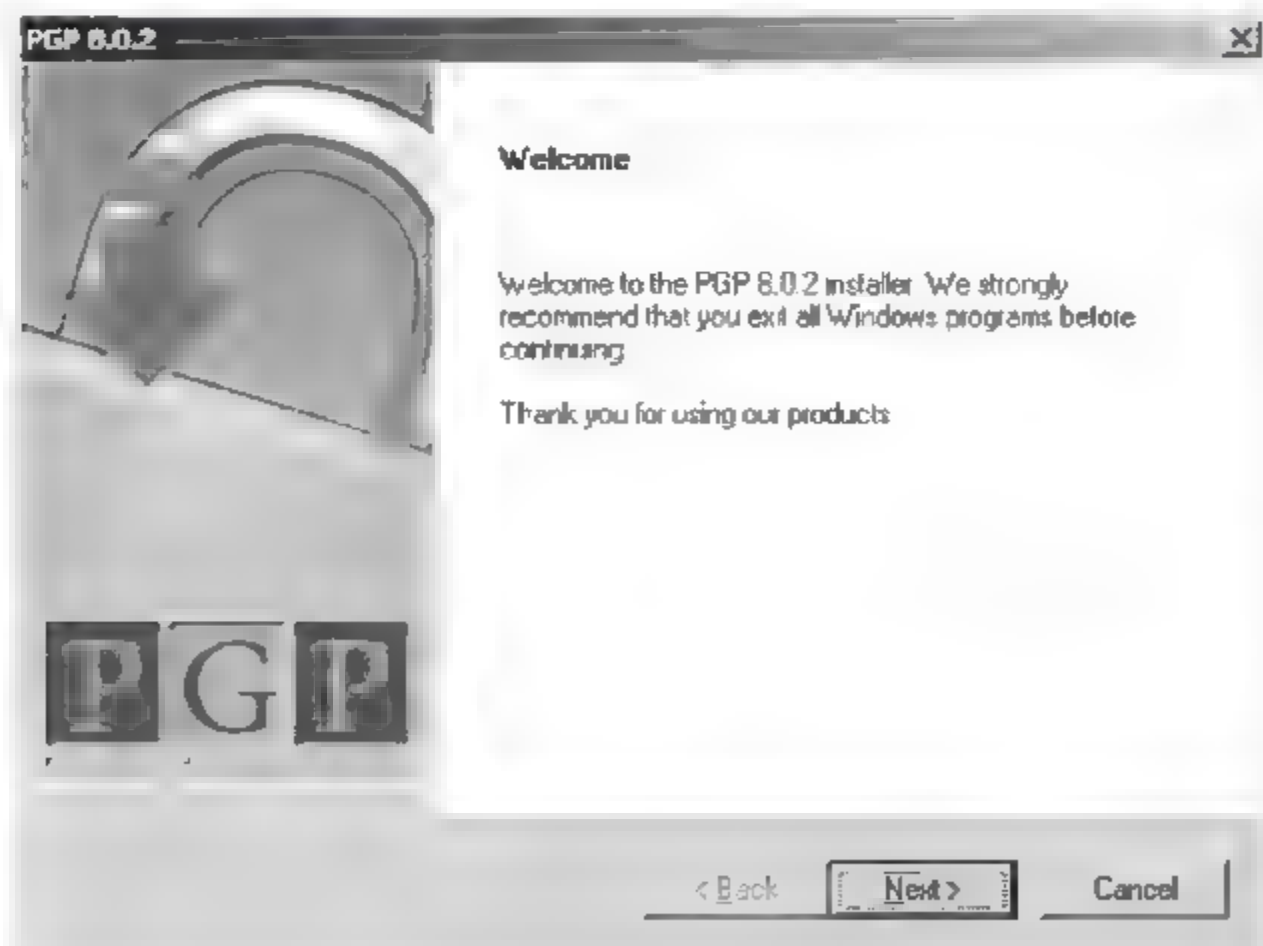 PGP 8.0.2
Welcome
Welcome to the PGP 8.0.2 installer. We strongly
recommend that you exit all Windows programs before
continuing.
Thank you for using our products.
P G P
< Back
Next >
Cancel